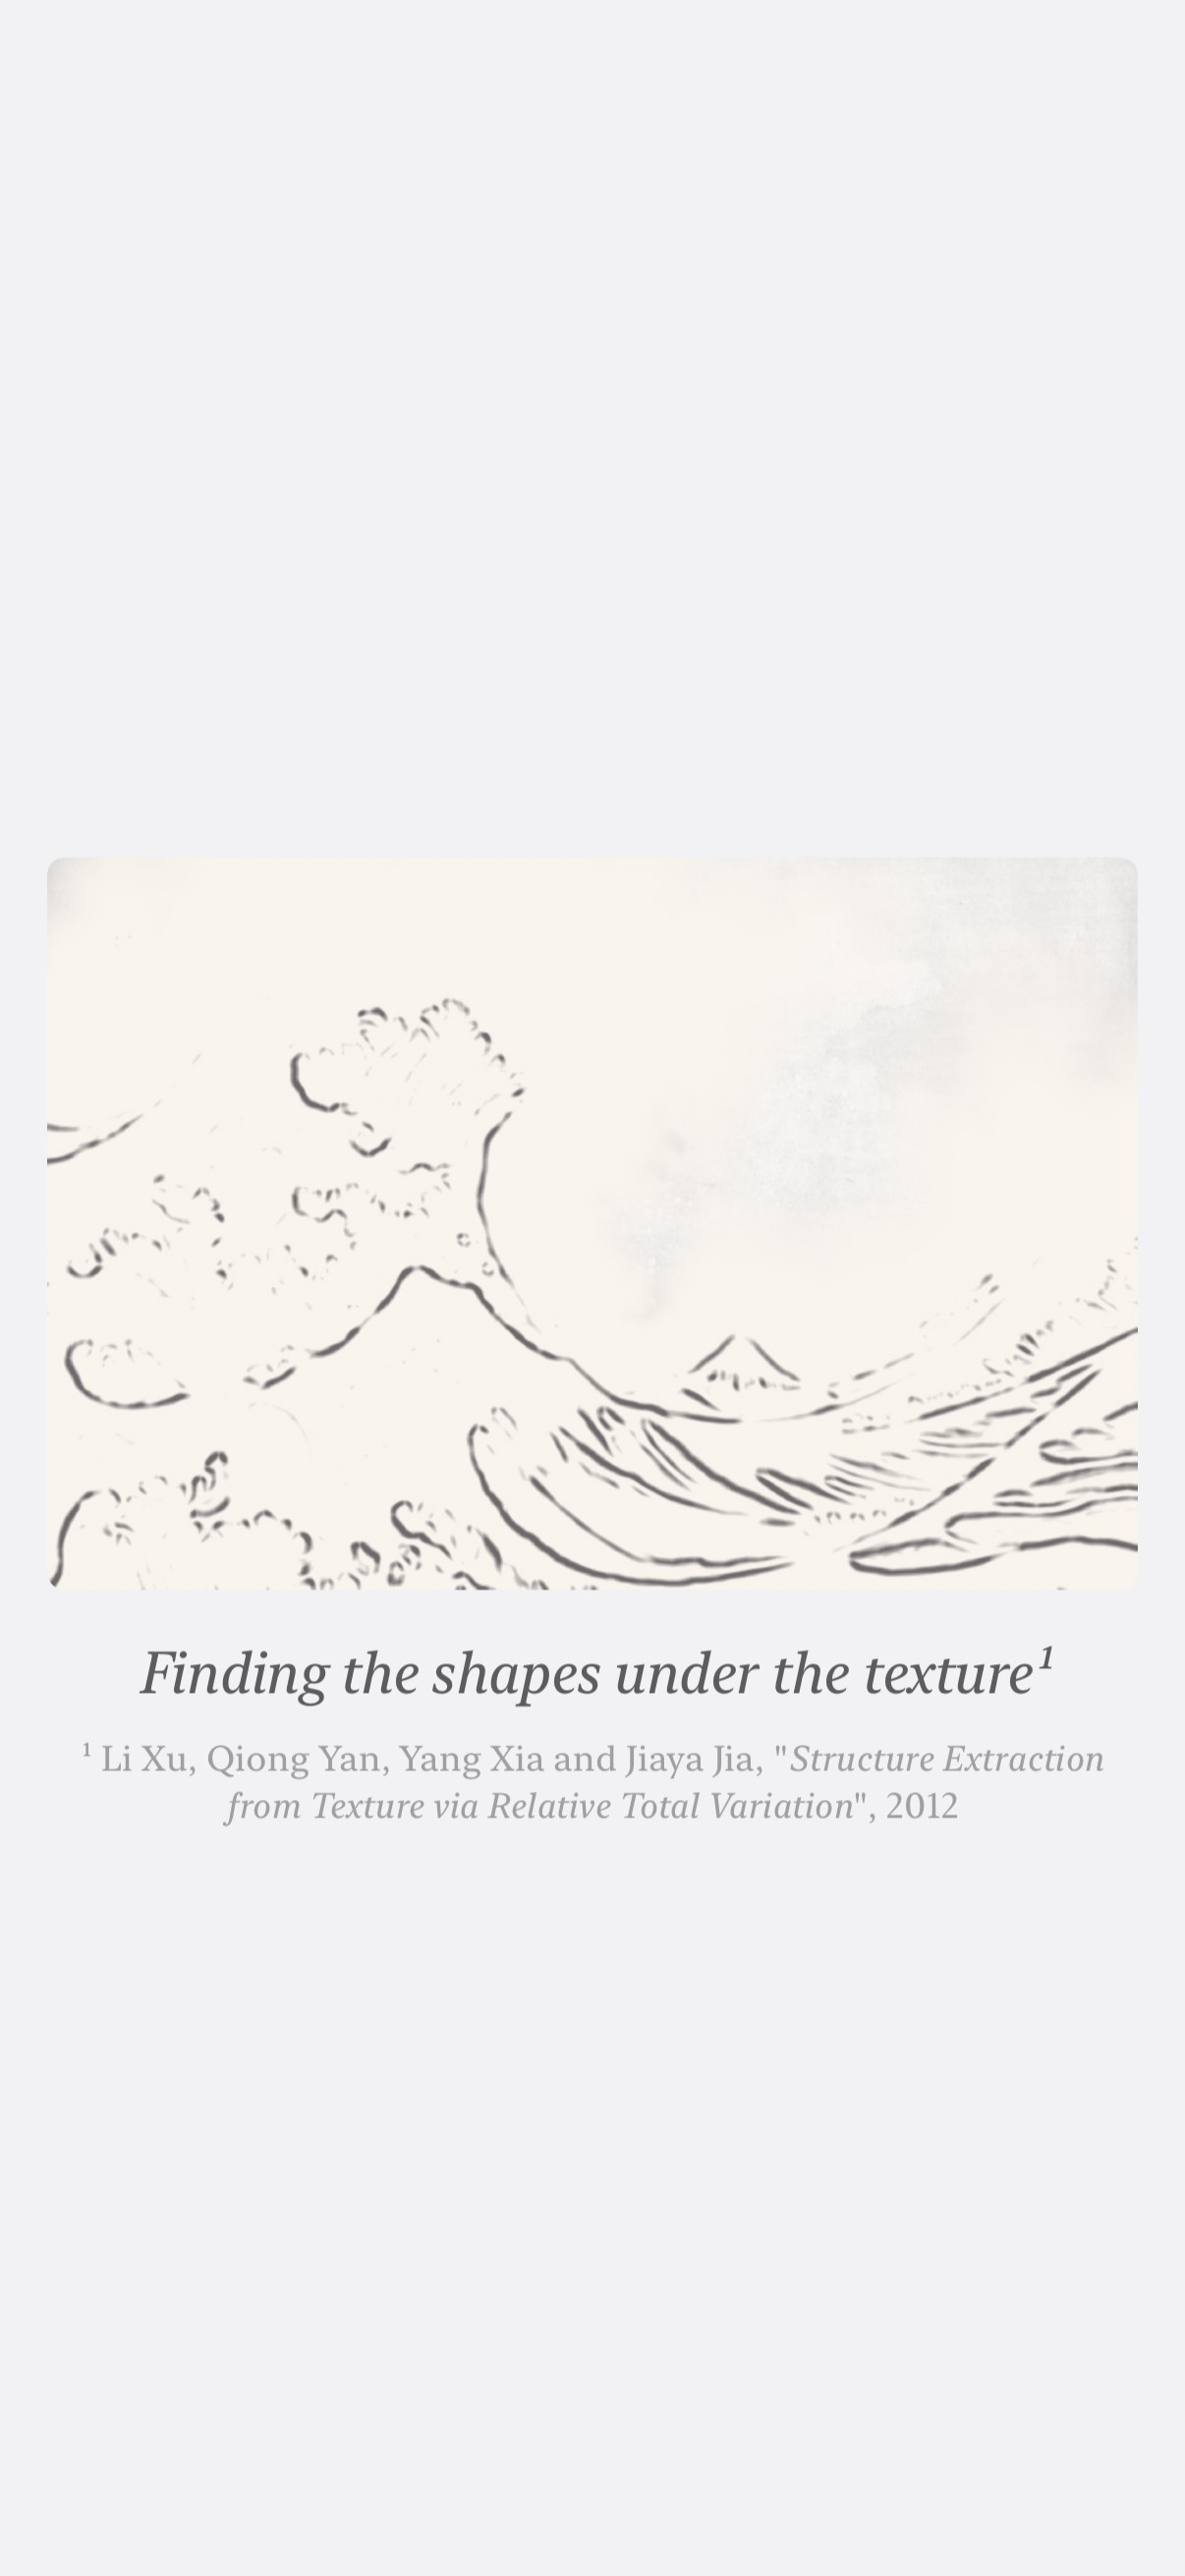 Finding the shapes under the texture¹
¹ Li Xu, Qiong Yan, Yang Xia and Jiaya Jia, "Structure Extraction
from Texture via Relative Total Variation", 2012